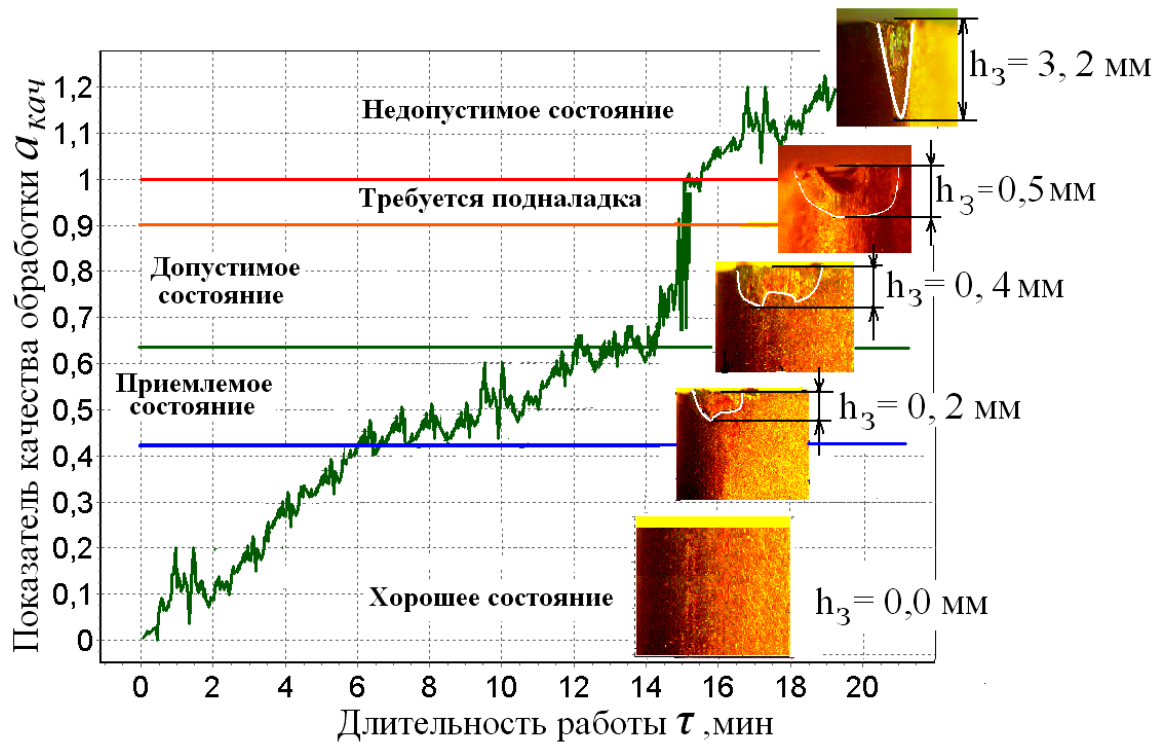 Показатель качества обработки a кач
1,2
1,1
1
0,9
0,8
0,7
0,6
0,5
0,4
0,3
0,2
0,1
0
Недопустимое состояние
Требуется подналадка
Допустимое
состояние
Приемлемое
состояние
Хорошее состояние
h₃= 3, 2 мм
h₃=0,5 мм
h₃= 0, 4 мм
h₃= 0, 2 мм
h₃= 0,0 мм
0 2 4 6 8 10 12 14 16 18 20
Длительность работы τ ,мин